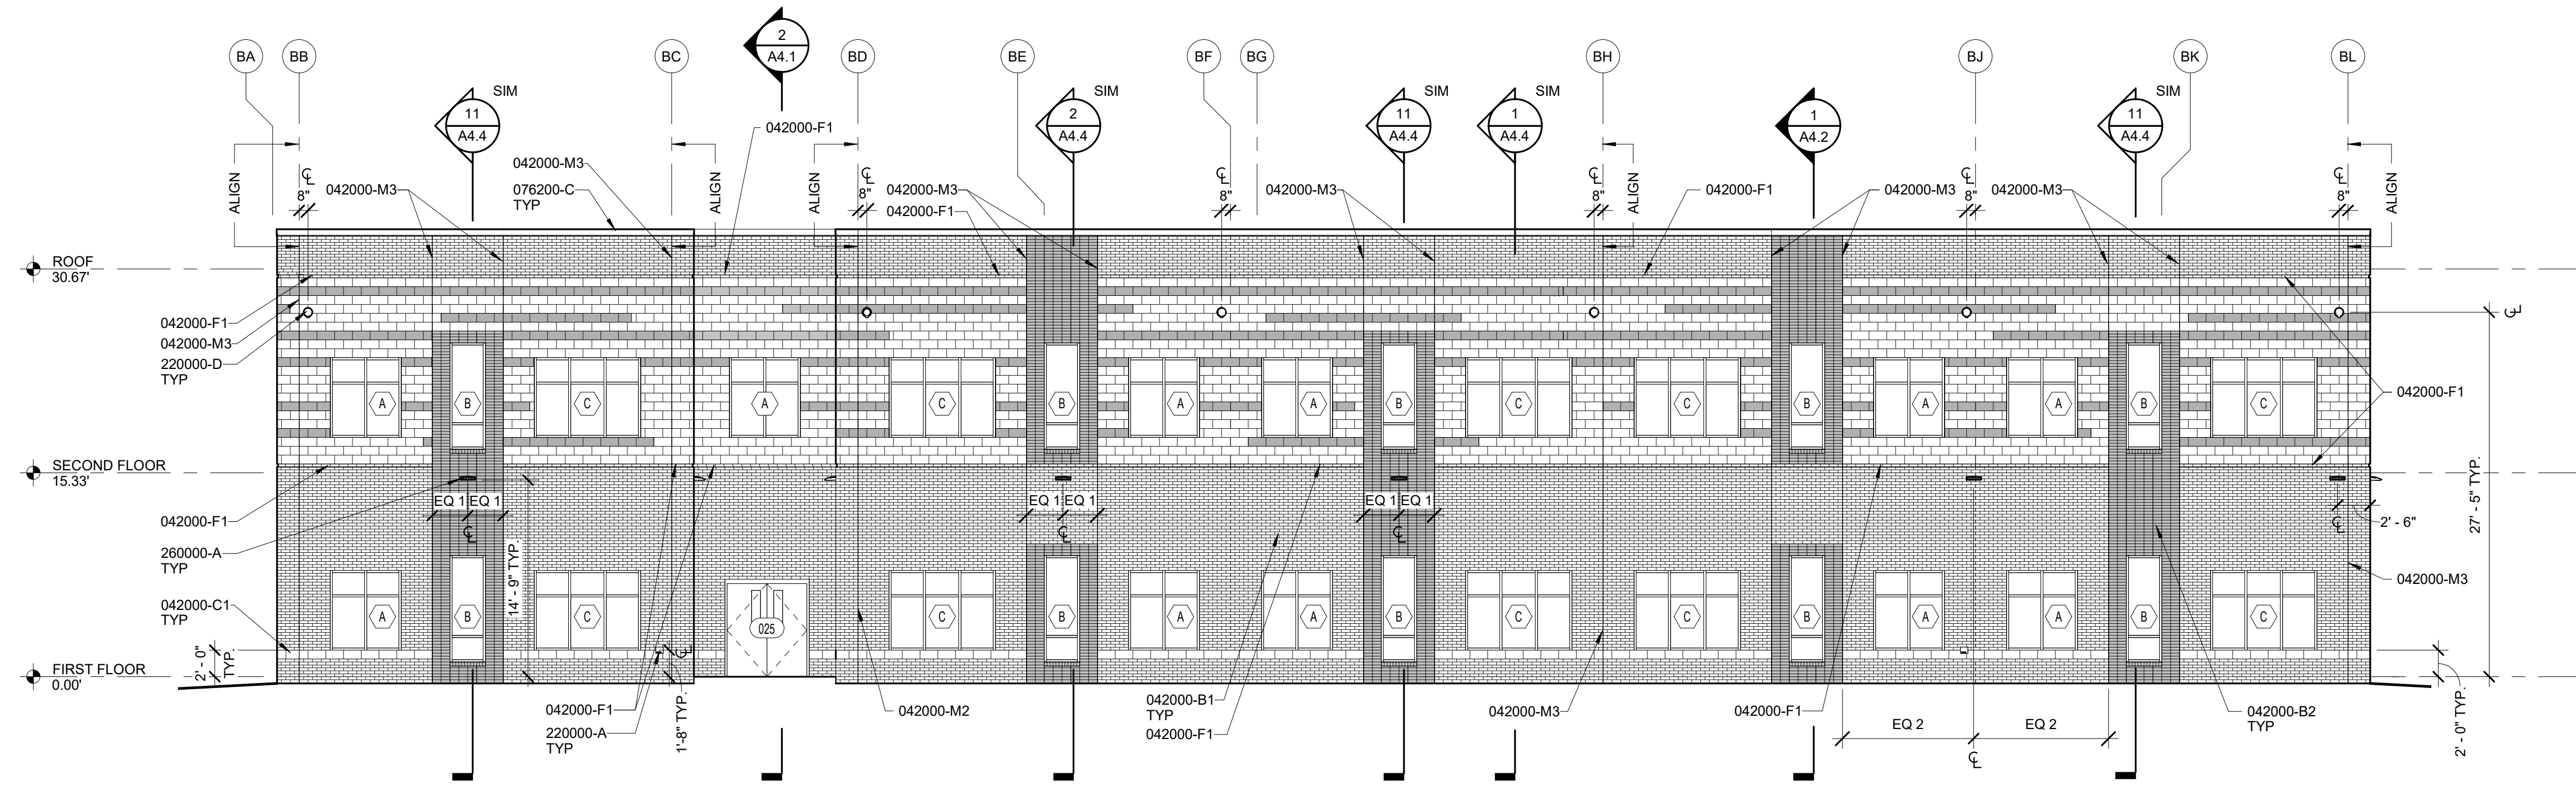 BA
BB
BC
2
A4.1
BD
BE
BF
BG
BH
BJ
BK
BL
SIM
11
A4.4
SIM
2
A4.4
SIM
11
A4.4
SIM
1
A4.4
1
A4.2
SIM
11
A4.4
042000-F1
ALIGN
8"
042000-M3
042000-M3
076200-C
TYP
ALIGN
ALIGN
8"
042000-M3
042000-F1
8"
042000-M3
8"
ALIGN
042000-F1
042000-M3
8"
042000-M3
8"
ALIGN
ROOF
30.67'
042000-F1
042000-M3
220000-D
TYP
A
B
C
A
C
B
A
A
B
C
C
B
A
A
B
C
042000-F1
SECOND FLOOR
15.33'
EQ 1
EQ 1
EQ 1
EQ 1
EQ 1
EQ 1
042000-F1
260000-A
TYP
14' - 9" TYP.
27' - 5" TYP.
2' - 6"
042000-M3
042000-C1
TYP
A
B
C
025
C
B
A
A
B
C
C
B
A
A
B
C
2' - 0"
TYP.
FIRST FLOOR
0.00'
042000-F1
220000-A
TYP
1'-8" TYP.
042000-M2
042000-B1
TYP
042000-F1
042000-M3
042000-F1
EQ 2
EQ 2
042000-B2
TYP
2' - 0" TYP.